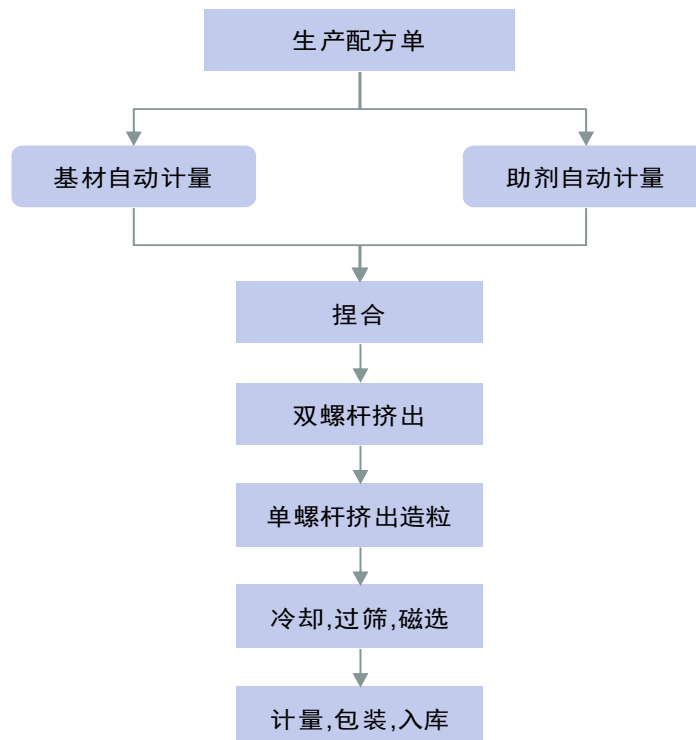 生产配方单
基材自动计量
助剂自动计量
捏合
双螺杆挤出
单螺杆挤出造粒
冷却,过筛,磁选
计量,包装,入库